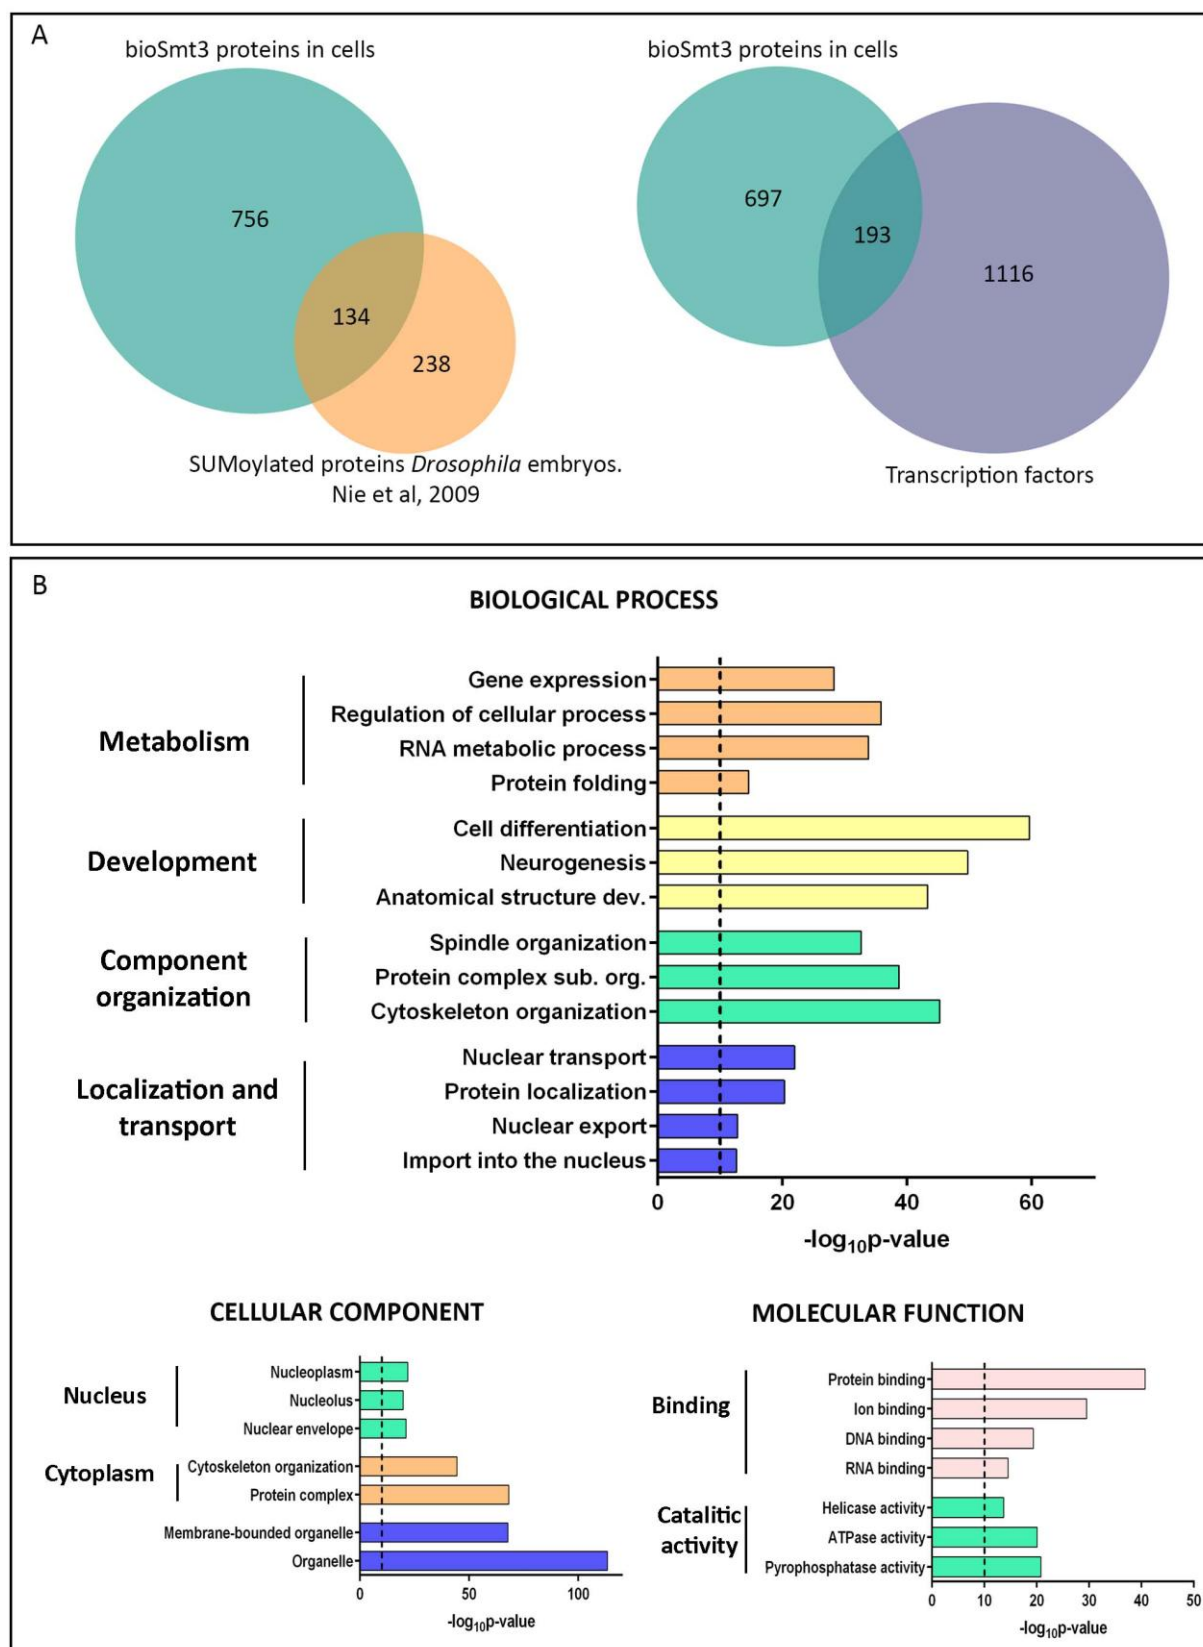 A
bioSmt3 proteins in cells
bioSmt3 proteins in cells
756
134
238
697
193
1116
SUMoylated proteins Drosophila embryos.
Nie et al, 2009
Transcription factors
B
BIOLOGICAL PROCESS
Metabolism
Gene expression
Regulation of cellular process
RNA metabolic process
Protein folding
Development
Cell differentiation
Neurogenesis
Anatomical structure dev.
Component
organization
Spindle organization
Protein complex sub. org.
Cytoskeleton organization
Localization and
transport
Nuclear transport
Protein localization
Nuclear export
Import into the nucleus
0 20 40 60
-log10p-value
CELLULAR COMPONENT
Nucleus
Nucleoplasm
Nucleolus
Nuclear envelope
Cytoplasm
Cytoskeleton organization
Protein complex
Membrane-bounded organelle
Organelle
0 50 100
-log10p-value
MOLECULAR FUNCTION
Binding
Protein binding
Ion binding
DNA binding
RNA binding
Catalitic
activity
Helicase activity
ATPase activity
Pyrophosphatase activity
0 10 20 30 40 50
-log10p-value